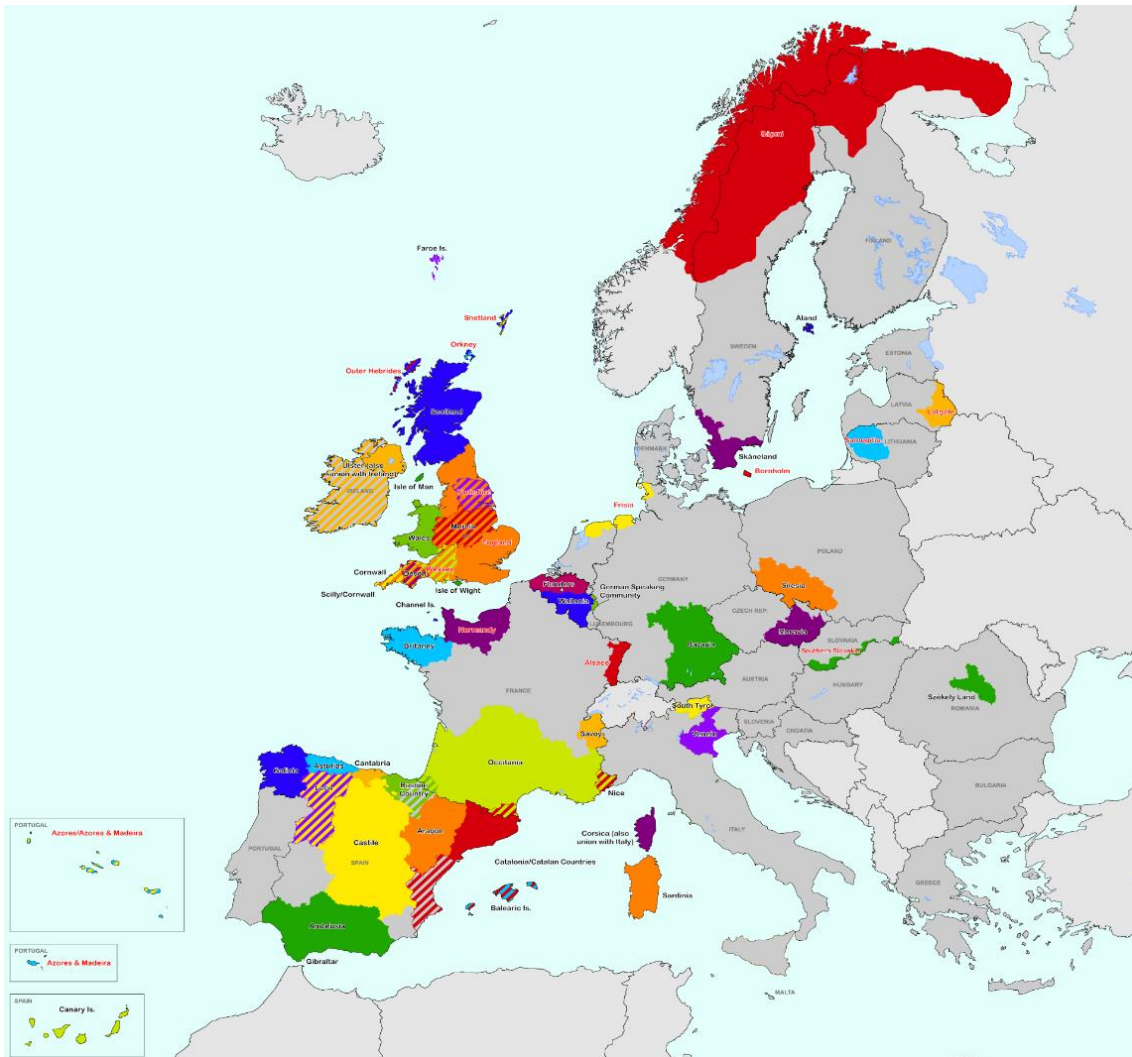 Sápmi
Faroe Is.
FINLAND
Shetland
Åland
Orkney
SWEDEN
ESTONIA
Outer Hebrides
Scotland
LATVIA
Latgale
LITHUANIA
DENMARK
Skåneland
Bornholm
Ulster (also
union with Ireland)
IRELAND
Isle of Man
Yorkshire
Frisia
Mercia
Wales
England
POLAND
Wessex
Cornwall
Devon
Scilly/Cornwall
Isle of Wight
GERMANY
Silesia
Flanders
German Speaking
Community
Wallonia
Channel Is.
LUXEMBOURG
CZECH REP.
Normandy
Moravia
SLOVAKIA
Brittany
Bavaria
Southern Slovakia
Alsace
AUSTRIA
HUNGARY
FRANCE
Székely Land
ROMANIA
South Tyrol
SLOVENIA
CROATIA
Savoy
Venetia
Occitania
Cantabria
Asturias
Galicia
Basque
Country
Leon
Nice
BULGARIA
Aragon
Corsica (also
union with Italy)
ITALY
PORTUGAL
Azores/Azores & Madeira
Castile
SPAIN
PORTUGAL
Catalonia/Catalan Countries
GREECE
Sardinia
Balearic Is.
Andalusia
PORTUGAL
Azores & Madeira
Gibraltar
MALTA
SPAIN
Canary Is.